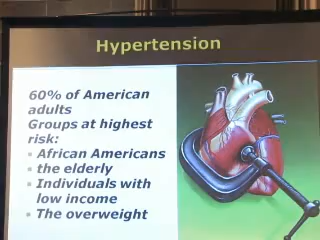 Hypertension
60% of American
adults
Groups at highest
risk:
• African Americans
• the elderly
• Individuals with
low income
• The overweight